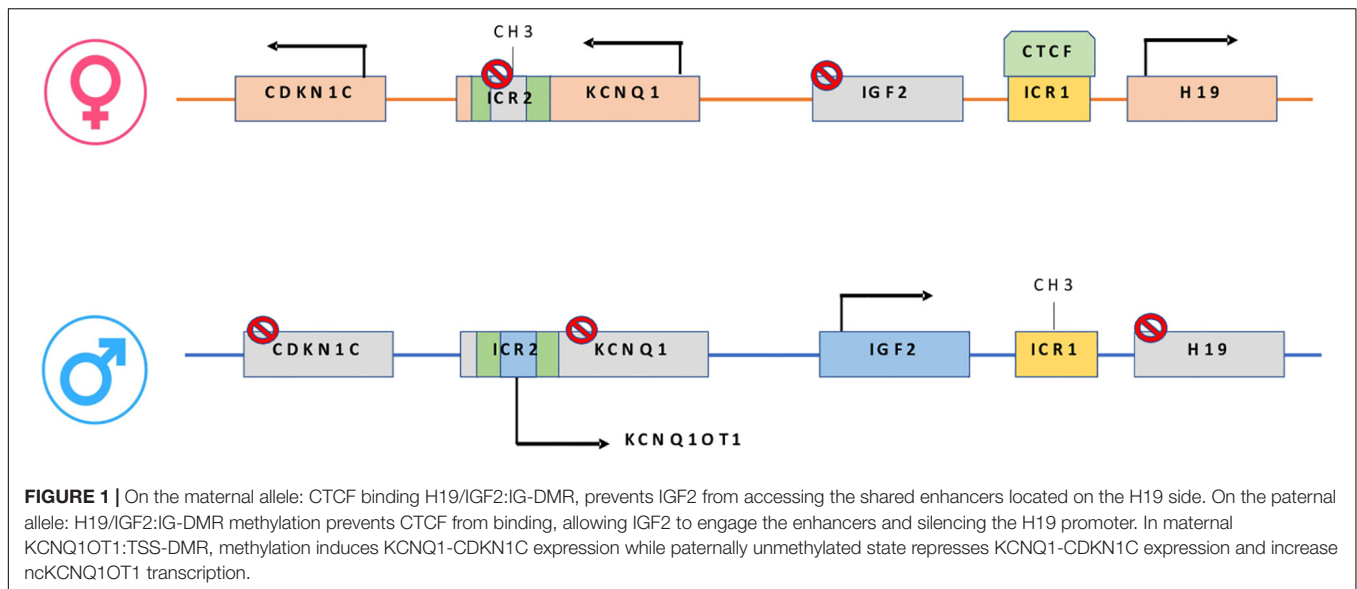 CH3
CTCF
CDKN1C
ICR2
KCNQ1
IGF2
ICR1
H19
CH3
CDKN1C
ICR2
KCNQ1
IGF2
ICR1
H19
KCNQ1OT1
FIGURE 1 | On the maternal allele: CTCF binding H19/IGF2:IG-DMR, prevents IGF2 from accessing the shared enhancers located on the H19 side. On the paternal
allele: H19/IGF2:IG-DMR methylation prevents CTCF from binding, allowing IGF2 to engage the enhancers and silencing the H19 promoter. In maternal
KCNQ1OT1:TSS-DMR, methylation induces KCNQ1-CDKN1C expression while paternally unmethylated state represses KCNQ1-CDKN1C expression and increase
ncKCNQ1OT1 transcription.